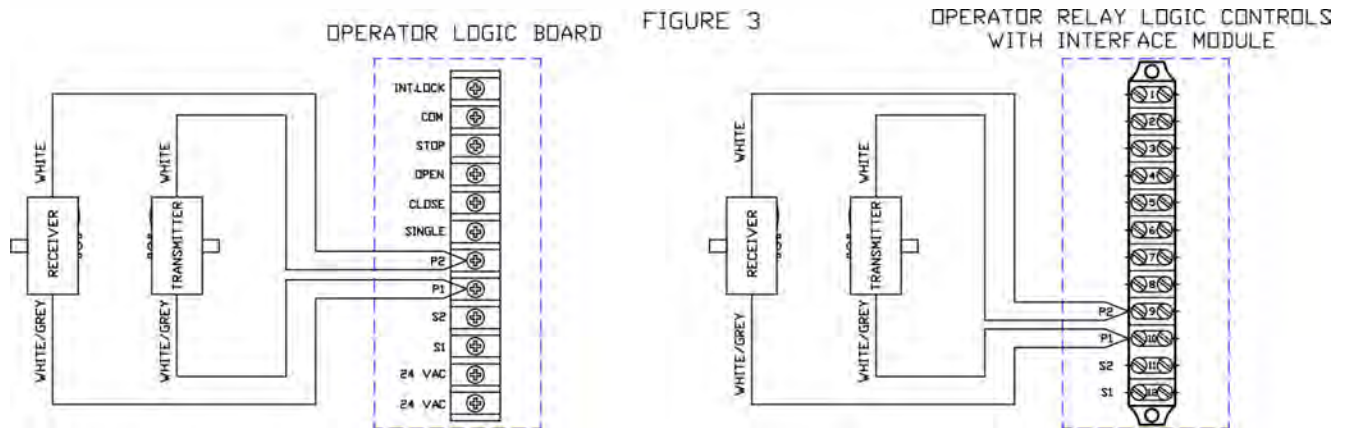 FIGURE 3
OPERATOR LOGIC BOARD
INT.LOCK
COM
STOP
OPEN
CLOSE
SINGLE
P2
P1
S2
S1
24 VAC
24 VAC
WHITE
WHITE
RECEIVER
TRANSMITTER
WHITE/GREY
WHITE/GREY
OPERATOR RELAY LOGIC CONTROLS
WITH INTERFACE MODULE
1
2
3
4
5
6
7
8
P2 9
P1 10
S2 11
S1
WHITE
WHITE
RECEIVER
TRANSMITTER
WHITE/GREY
WHITE/GREY